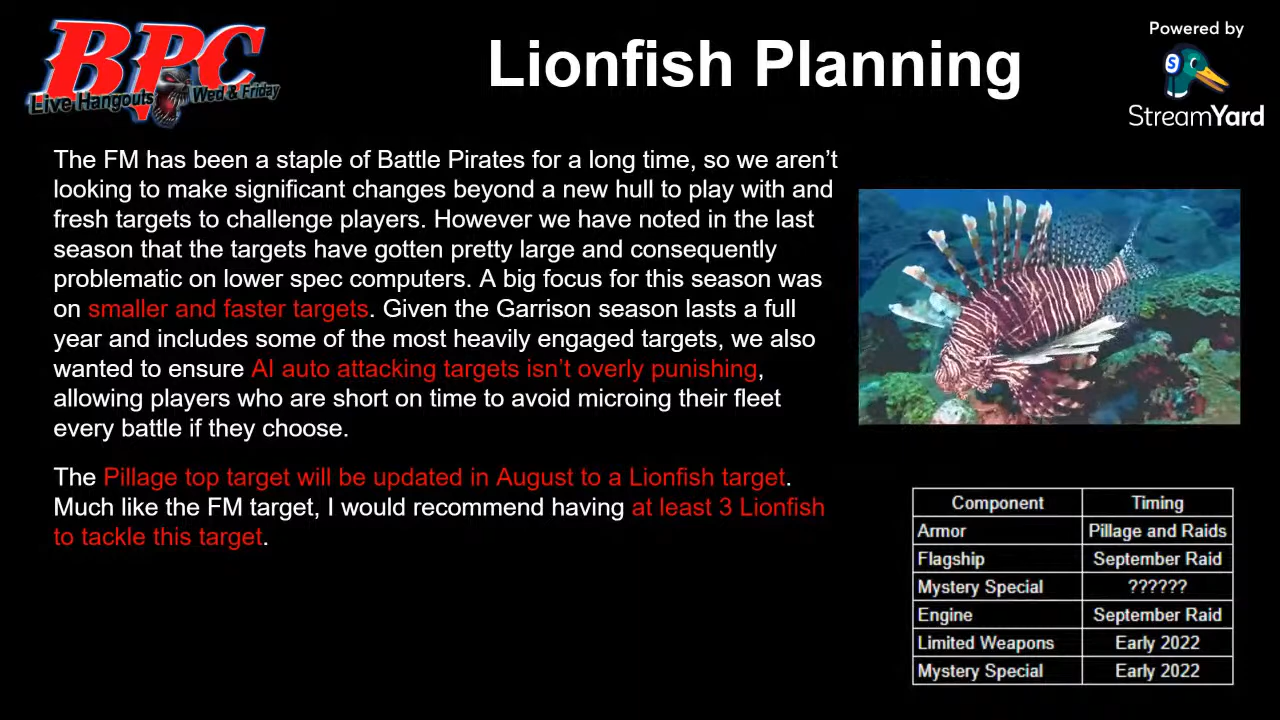 BPC
Live Hangouts Wed & Friday
Lionfish Planning
Powered by
S
StreamYard
The FM has been a staple of Battle Pirates for a long time, so we aren't
looking to make significant changes beyond a new hull to play with and
fresh targets to challenge players. However we have noted in the last
season that the targets have gotten pretty large and consequently
problematic on lower spec computers. A big focus for this season was
on smaller and faster targets. Given the Garrison season lasts a full
year and includes some of the most heavily engaged targets, we also
wanted to ensure AI auto attacking targets isn't overly punishing,
allowing players who are short on time to avoid microing their fleet
every battle if they choose.
The Pillage top target will be updated in August to a Lionfish target.
Much like the FM target, I would recommend having at least 3 Lionfish
to tackle this target.
Component Timing
Armor Pillage and Raids
Flagship September Raid
Mystery Special ??????
Engine September Raid
Limited Weapons Early 2022
Mystery Special Early 2022